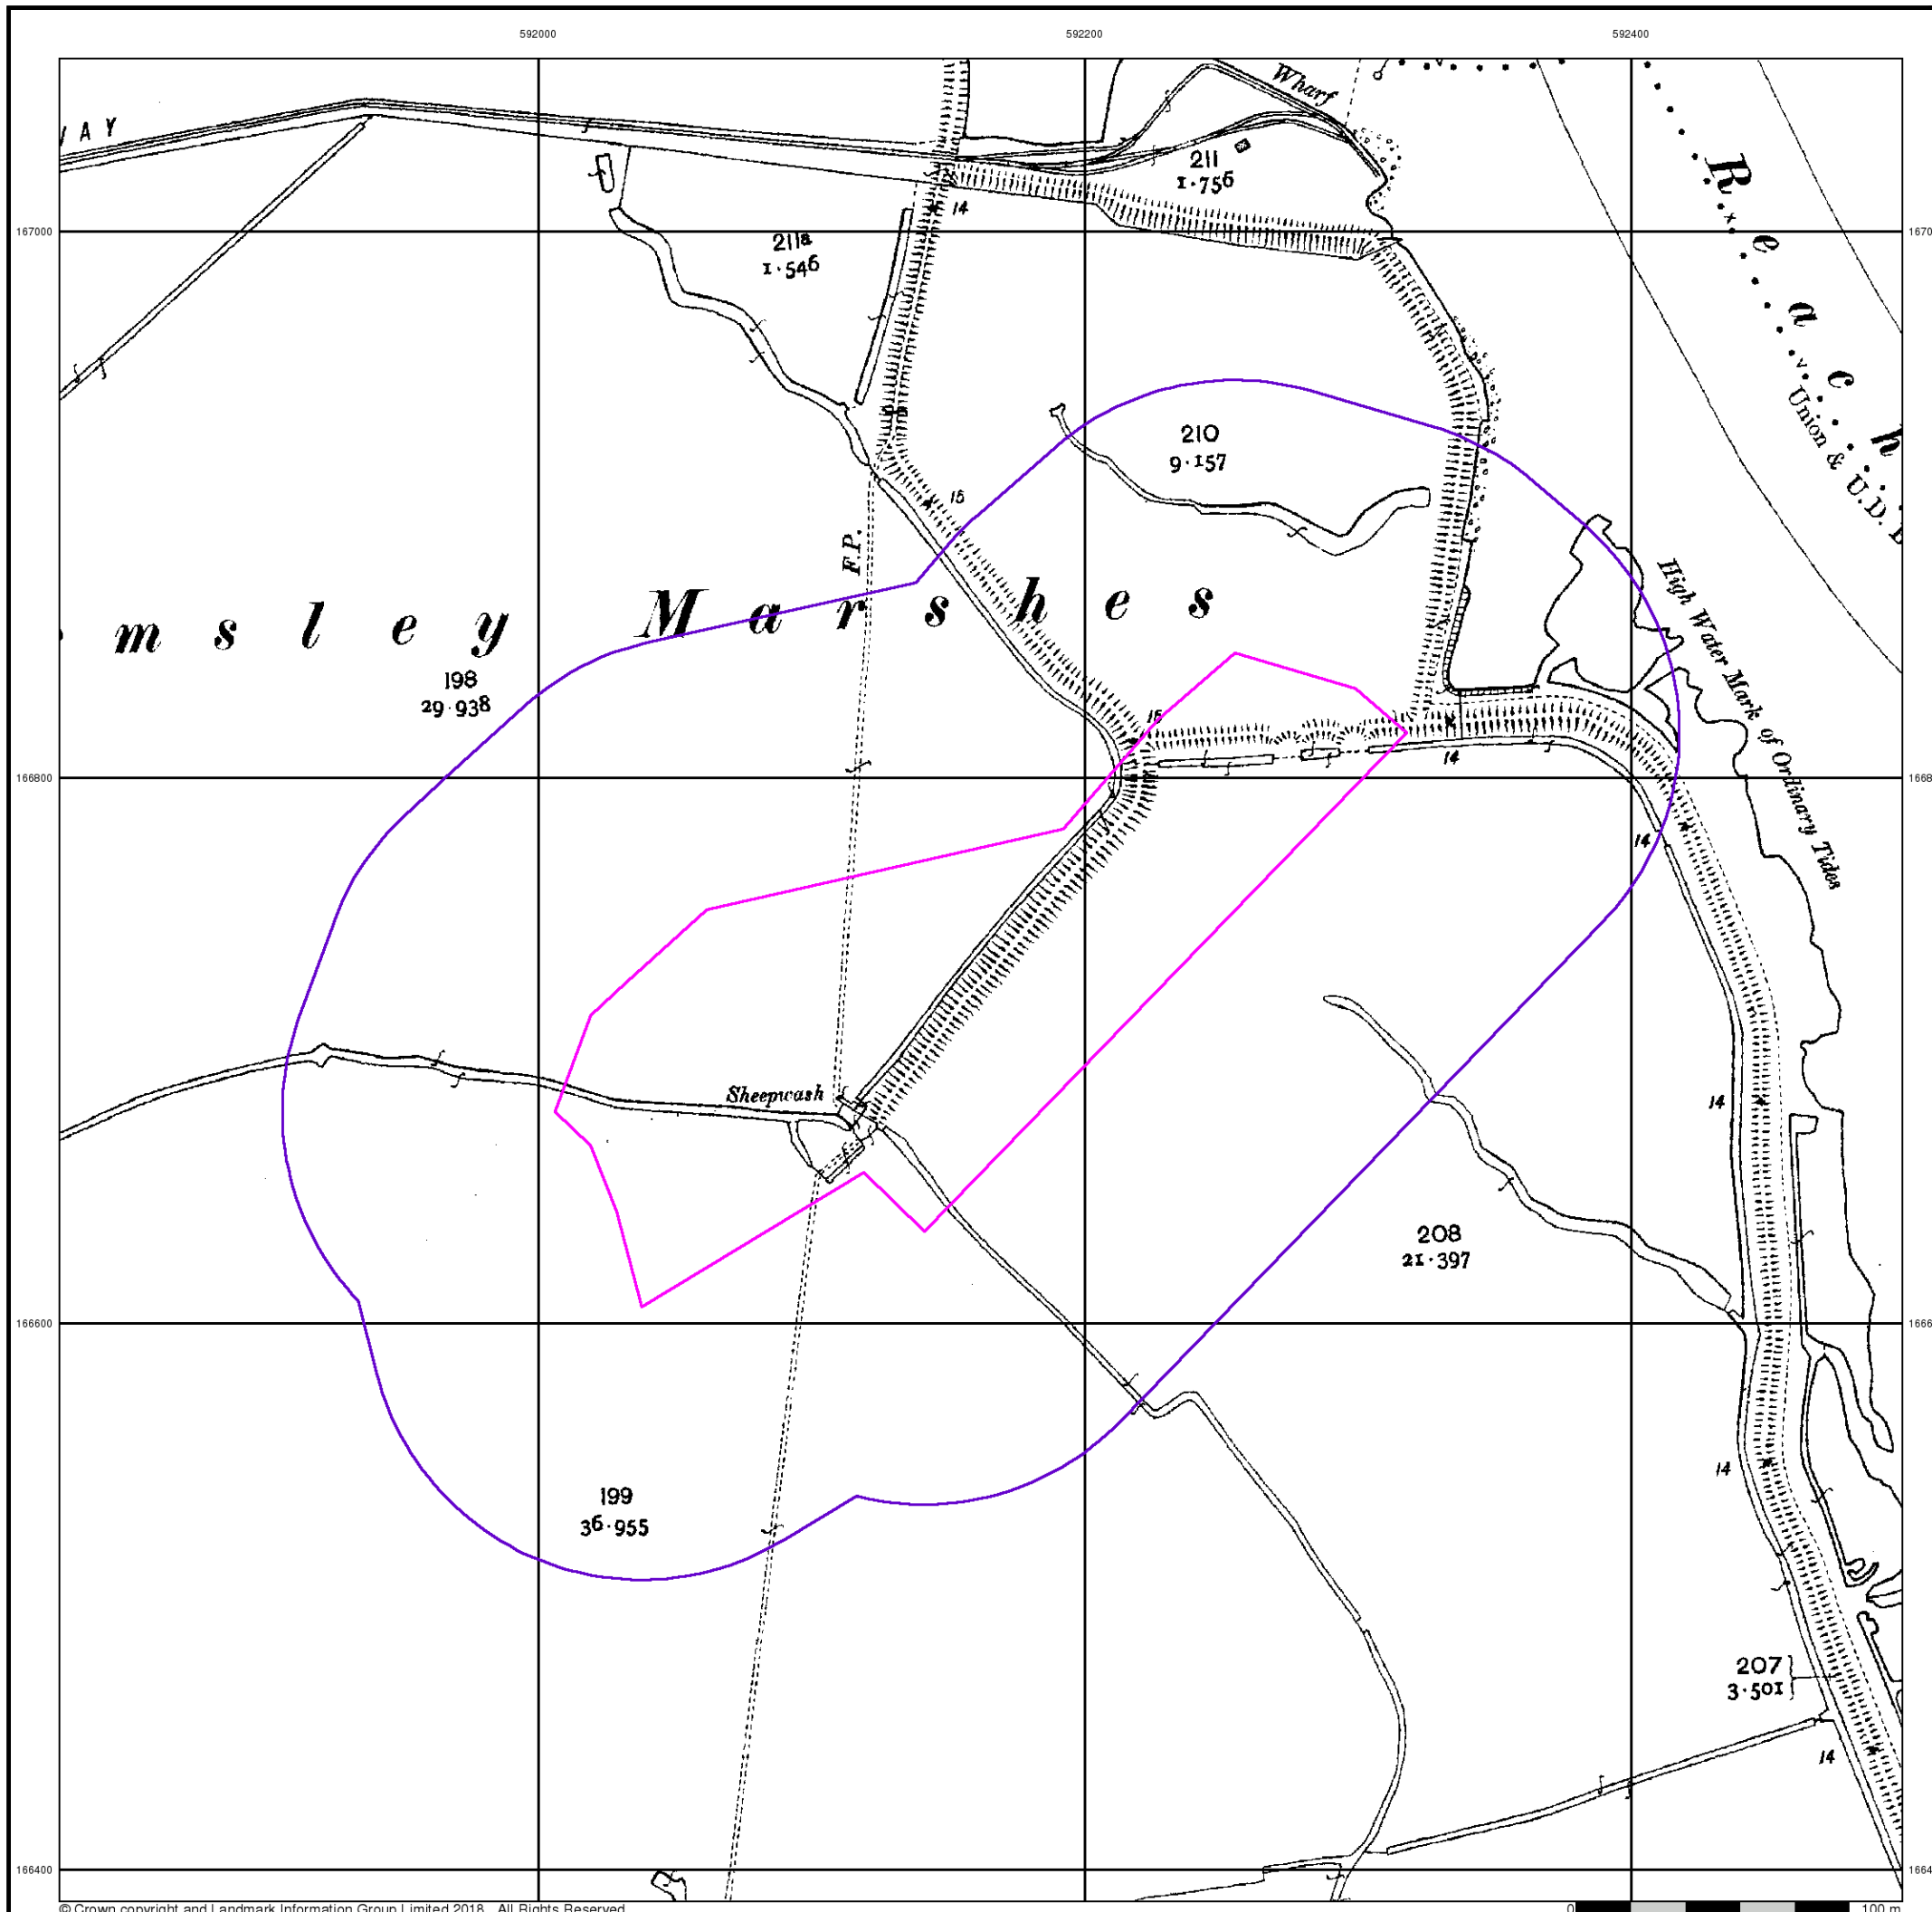 592000 592200 592400
WAY
Wharf
211
1·756
14
Reach
167000
211a
1·546
Union & U.D.
210
9·157
15
F.P.
High Water Mark of Ordinary Tides
msley Marshes
198
29·938
15
166800
14
14
Sheepwash
14
208
21·397
166600
14
199
36·955
207
3·501
14
166400
© Crown copyright and Landmark Information Group Limited 2018. All Rights Reserved.
0 100 m